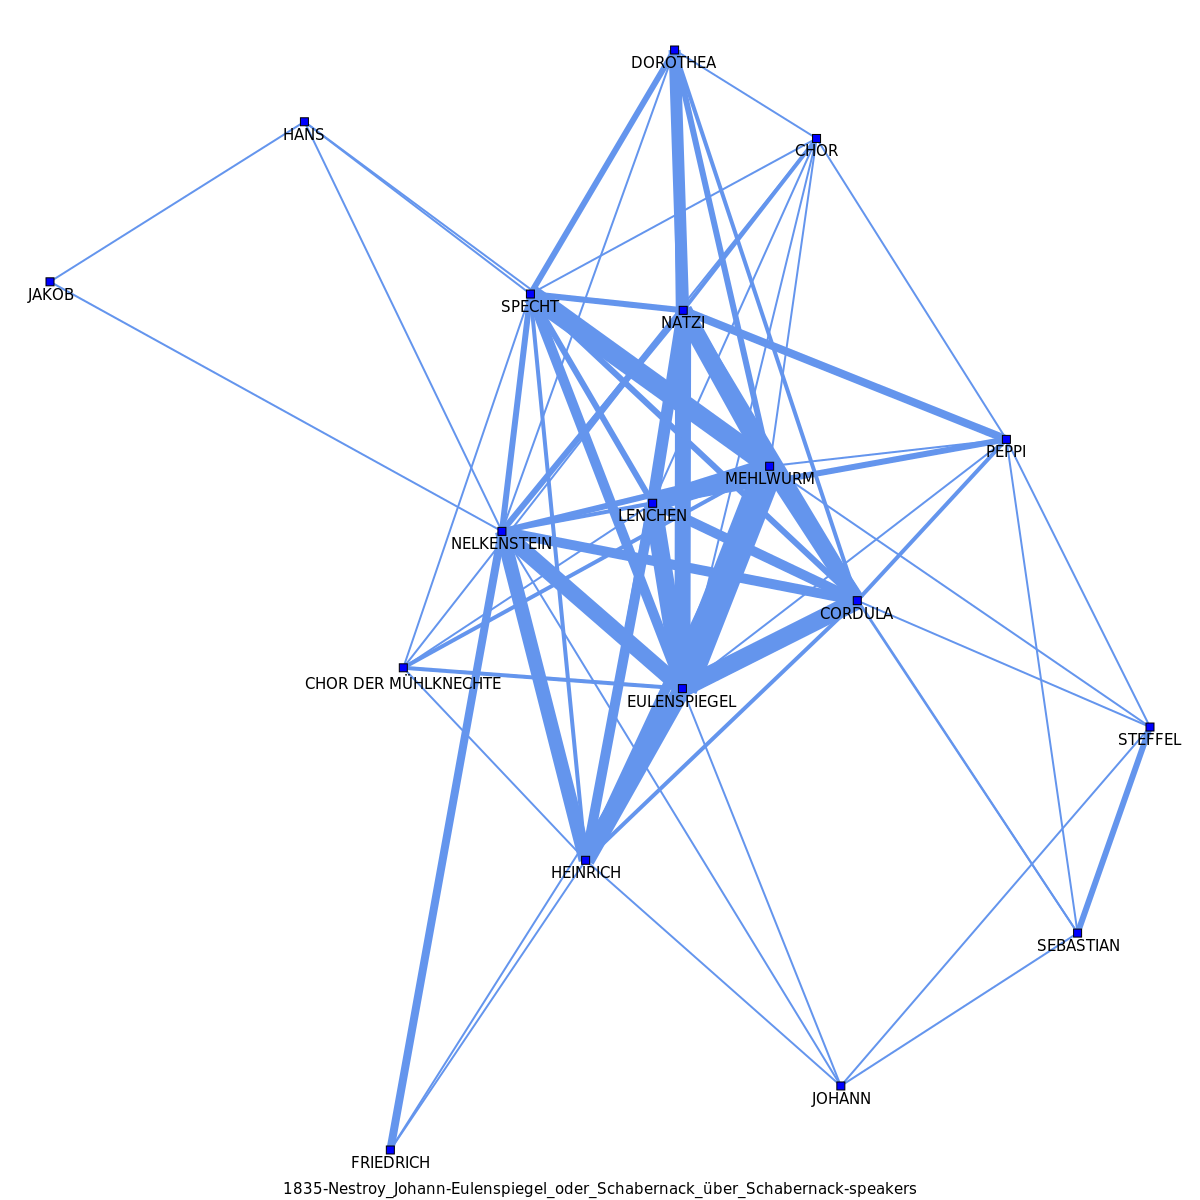 DOROTHEA
HANS
CHOR
JAKOB
SPECHT
NATZI
PEPPI
MEHLWURM
LENCHEN
NELKENSTEIN
CORDULA
CHOR DER MÜHLKNECHTE
EULENSPIEGEL
STEFFEL
HEINRICH
SEBASTIAN
JOHANN
FRIEDRICH
1835-Nestroy_Johann-Eulenspiegel_oder_Schabernack_über_Schabernack-speakers